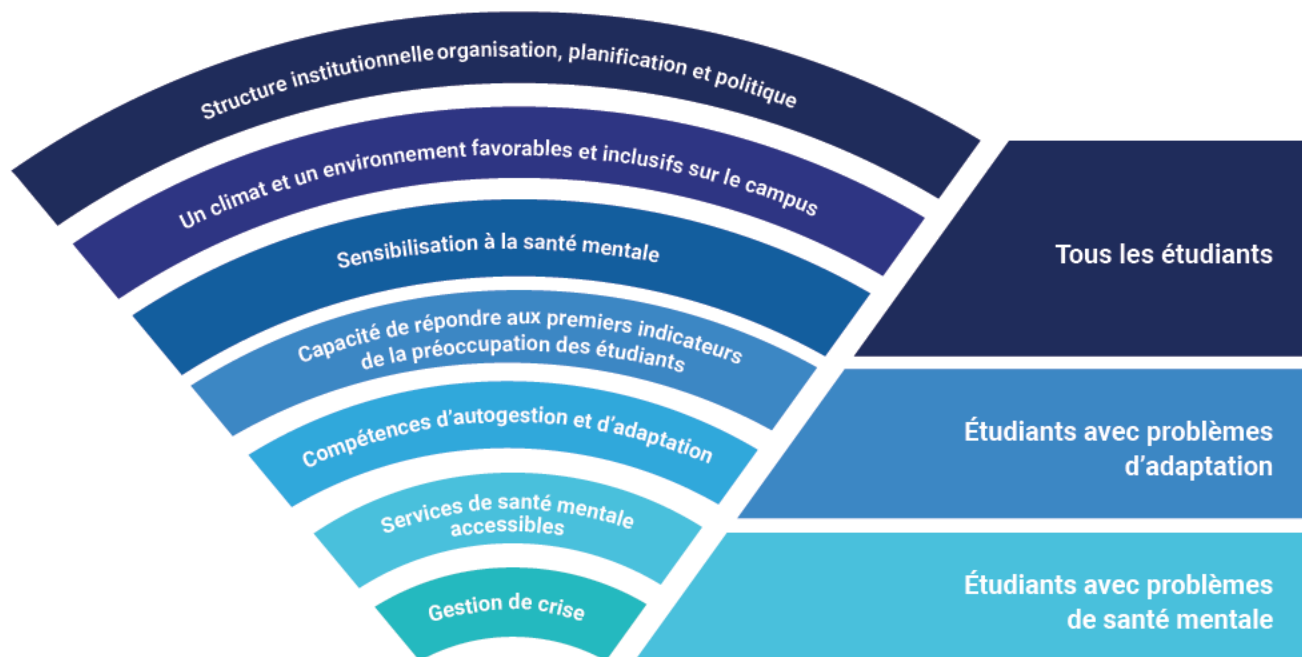 Structure institutionnelle organisation, planification et politique
Un climat et un environnement favorables et inclusifs sur le campus
Sensibilisation à la santé mentale
Capacité de répondre aux premiers indicateurs
de la préoccupation des étudiants
Compétences d'autogestion et d'adaptation
Services de santé mentale
accessibles
Gestion de crise
Tous les étudiants
Étudiants avec problèmes
d’adaptation
Étudiants avec problèmes
de santé mentale